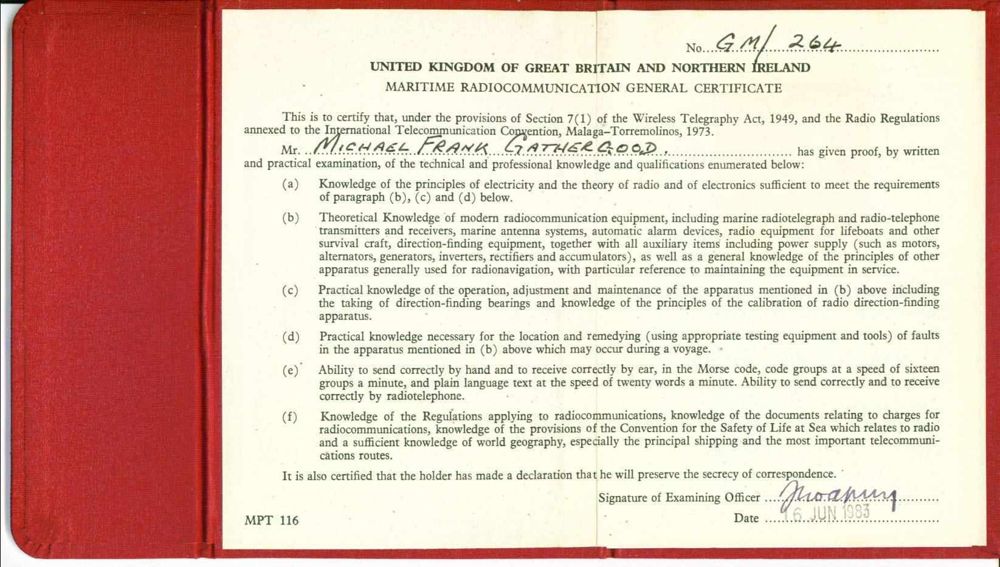 No. GM/ 264
UNITED KINGDOM OF GREAT BRITAIN AND NORTHERN IRELAND
MARITIME RADIOCOMMUNICATION GENERAL CERTIFICATE
This is to certify that, under the provisions of Section 7(1) of the Wireless Telegraphy Act, 1949, and the Radio Regulations
annexed to the International Telecommunication Convention, Malaga–Torremolinos, 1973.
Mr. MICHAEL FRANK GATHERGOOD. has given proof, by written
and practical examination, of the technical and professional knowledge and qualifications enumerated below:
(a) Knowledge of the principles of electricity and the theory of radio and of electronics sufficient to meet the requirements
of paragraph (b), (c) and (d) below.
(b) Theoretical Knowledge of modern radiocommunication equipment, including marine radiotelegraph and radio-telephone
transmitters and receivers, marine antenna systems, automatic alarm devices, radio equipment for lifeboats and other
survival craft, direction-finding equipment, together with all auxiliary items including power supply (such as motors,
alternators, generators, inverters, rectifiers and accumulators), as well as a general knowledge of the principles of other
apparatus generally used for radionavigation, with particular reference to maintaining the equipment in service.
(c) Practical knowledge of the operation, adjustment and maintenance of the apparatus mentioned in (b) above including
the taking of direction-finding bearings and knowledge of the principles of the calibration of radio direction-finding
apparatus.
(d) Practical knowledge necessary for the location and remedying (using appropriate testing equipment and tools) of faults
in the apparatus mentioned in (b) above which may occur during a voyage.
(e) Ability to send correctly by hand and to receive correctly by ear, in the Morse code, code groups at a speed of sixteen
groups a minute, and plain language text at the speed of twenty words a minute. Ability to send correctly and to receive
correctly by radiotelephone.
(f) Knowledge of the Regulations applying to radiocommunications, knowledge of the documents relating to charges for
radiocommunications, knowledge of the provisions of the Convention for the Safety of Life at Sea which relates to radio
and a sufficient knowledge of world geography, especially the principal shipping and the most important telecommuni-
cations routes.
It is also certified that the holder has made a declaration that he will preserve the secrecy of correspondence.
Signature of Examining Officer
Date 16 JUN 1983
MPT 116